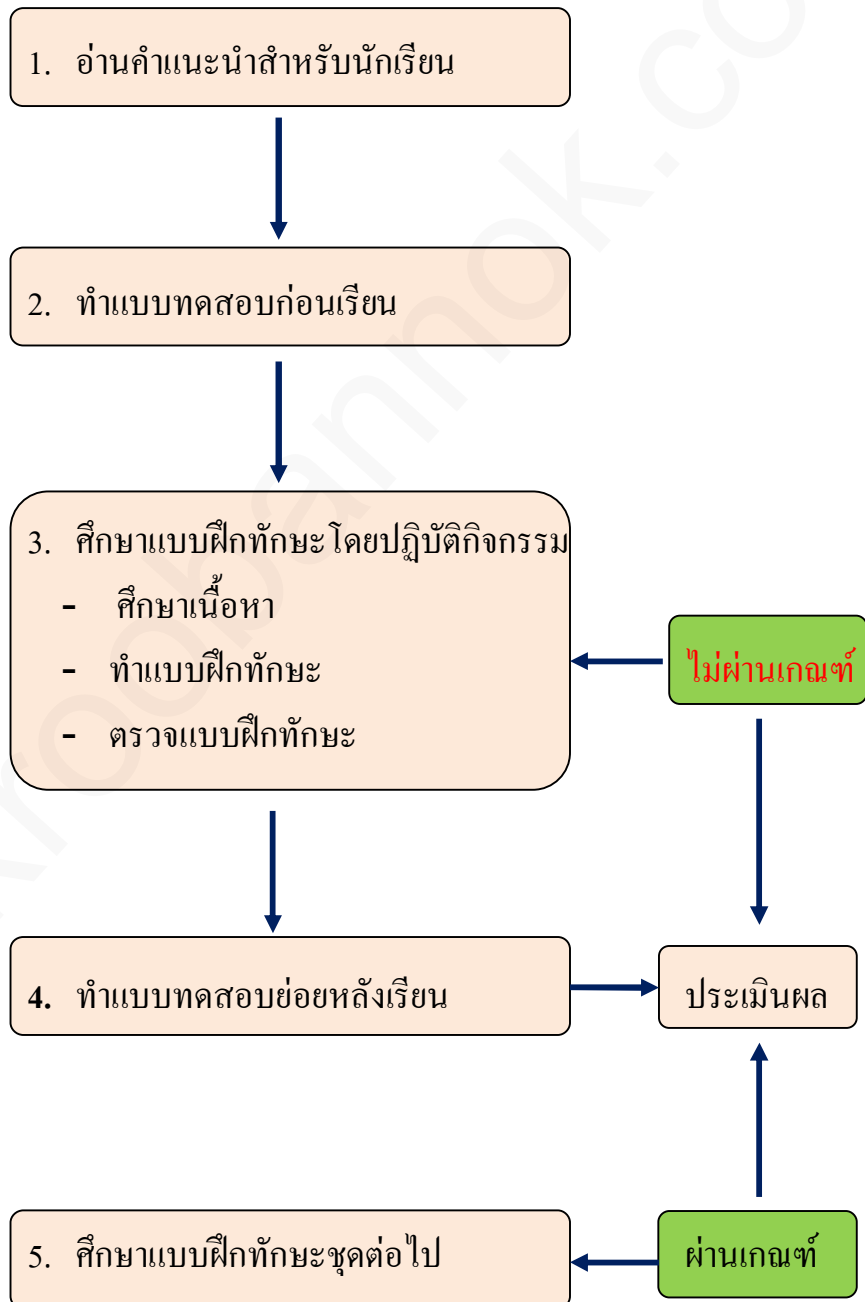 1. อ่านคำแนะนำสำหรับนักเรียน
2. ทำแบบทดสอบก่อนเรียน
3. ศึกษาแบบฝึกทักษะโดยปฏิบัติกิจกรรม
- ศึกษาเนื้อหา
- ทำแบบฝึกทักษะ
- ตรวจแบบฝึกทักษะ
ไม่ผ่านเกณฑ์
4. ทำแบบทดสอบย่อยหลังเรียน
ประเมินผล
5. ศึกษาแบบฝึกทักษะชุดต่อไป
ผ่านเกณฑ์